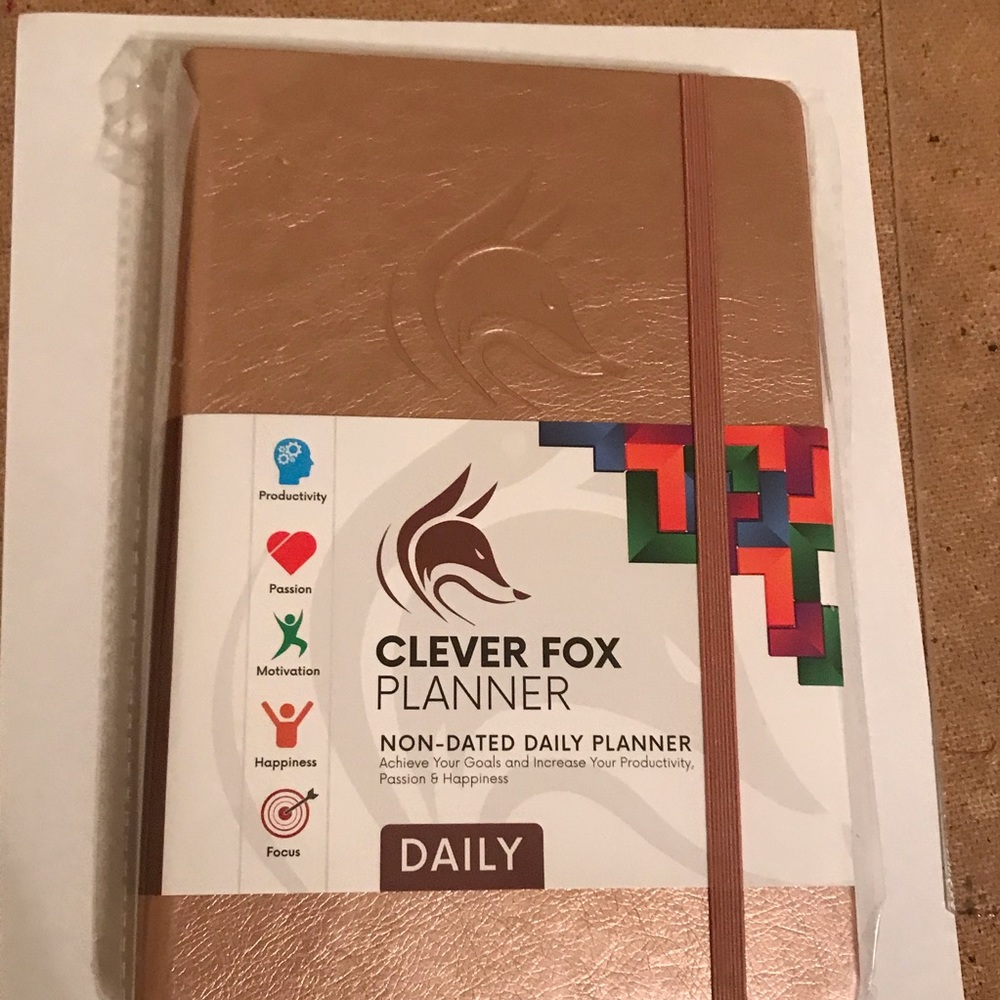 Productivity
Passion
Motivation
Happiness
Focus
CLEVER FOX
PLANNER
NON-DATED DAILY PLANNER
Achieve Your Goals and Increase Your Productivity,
Passion & Happiness
DAILY